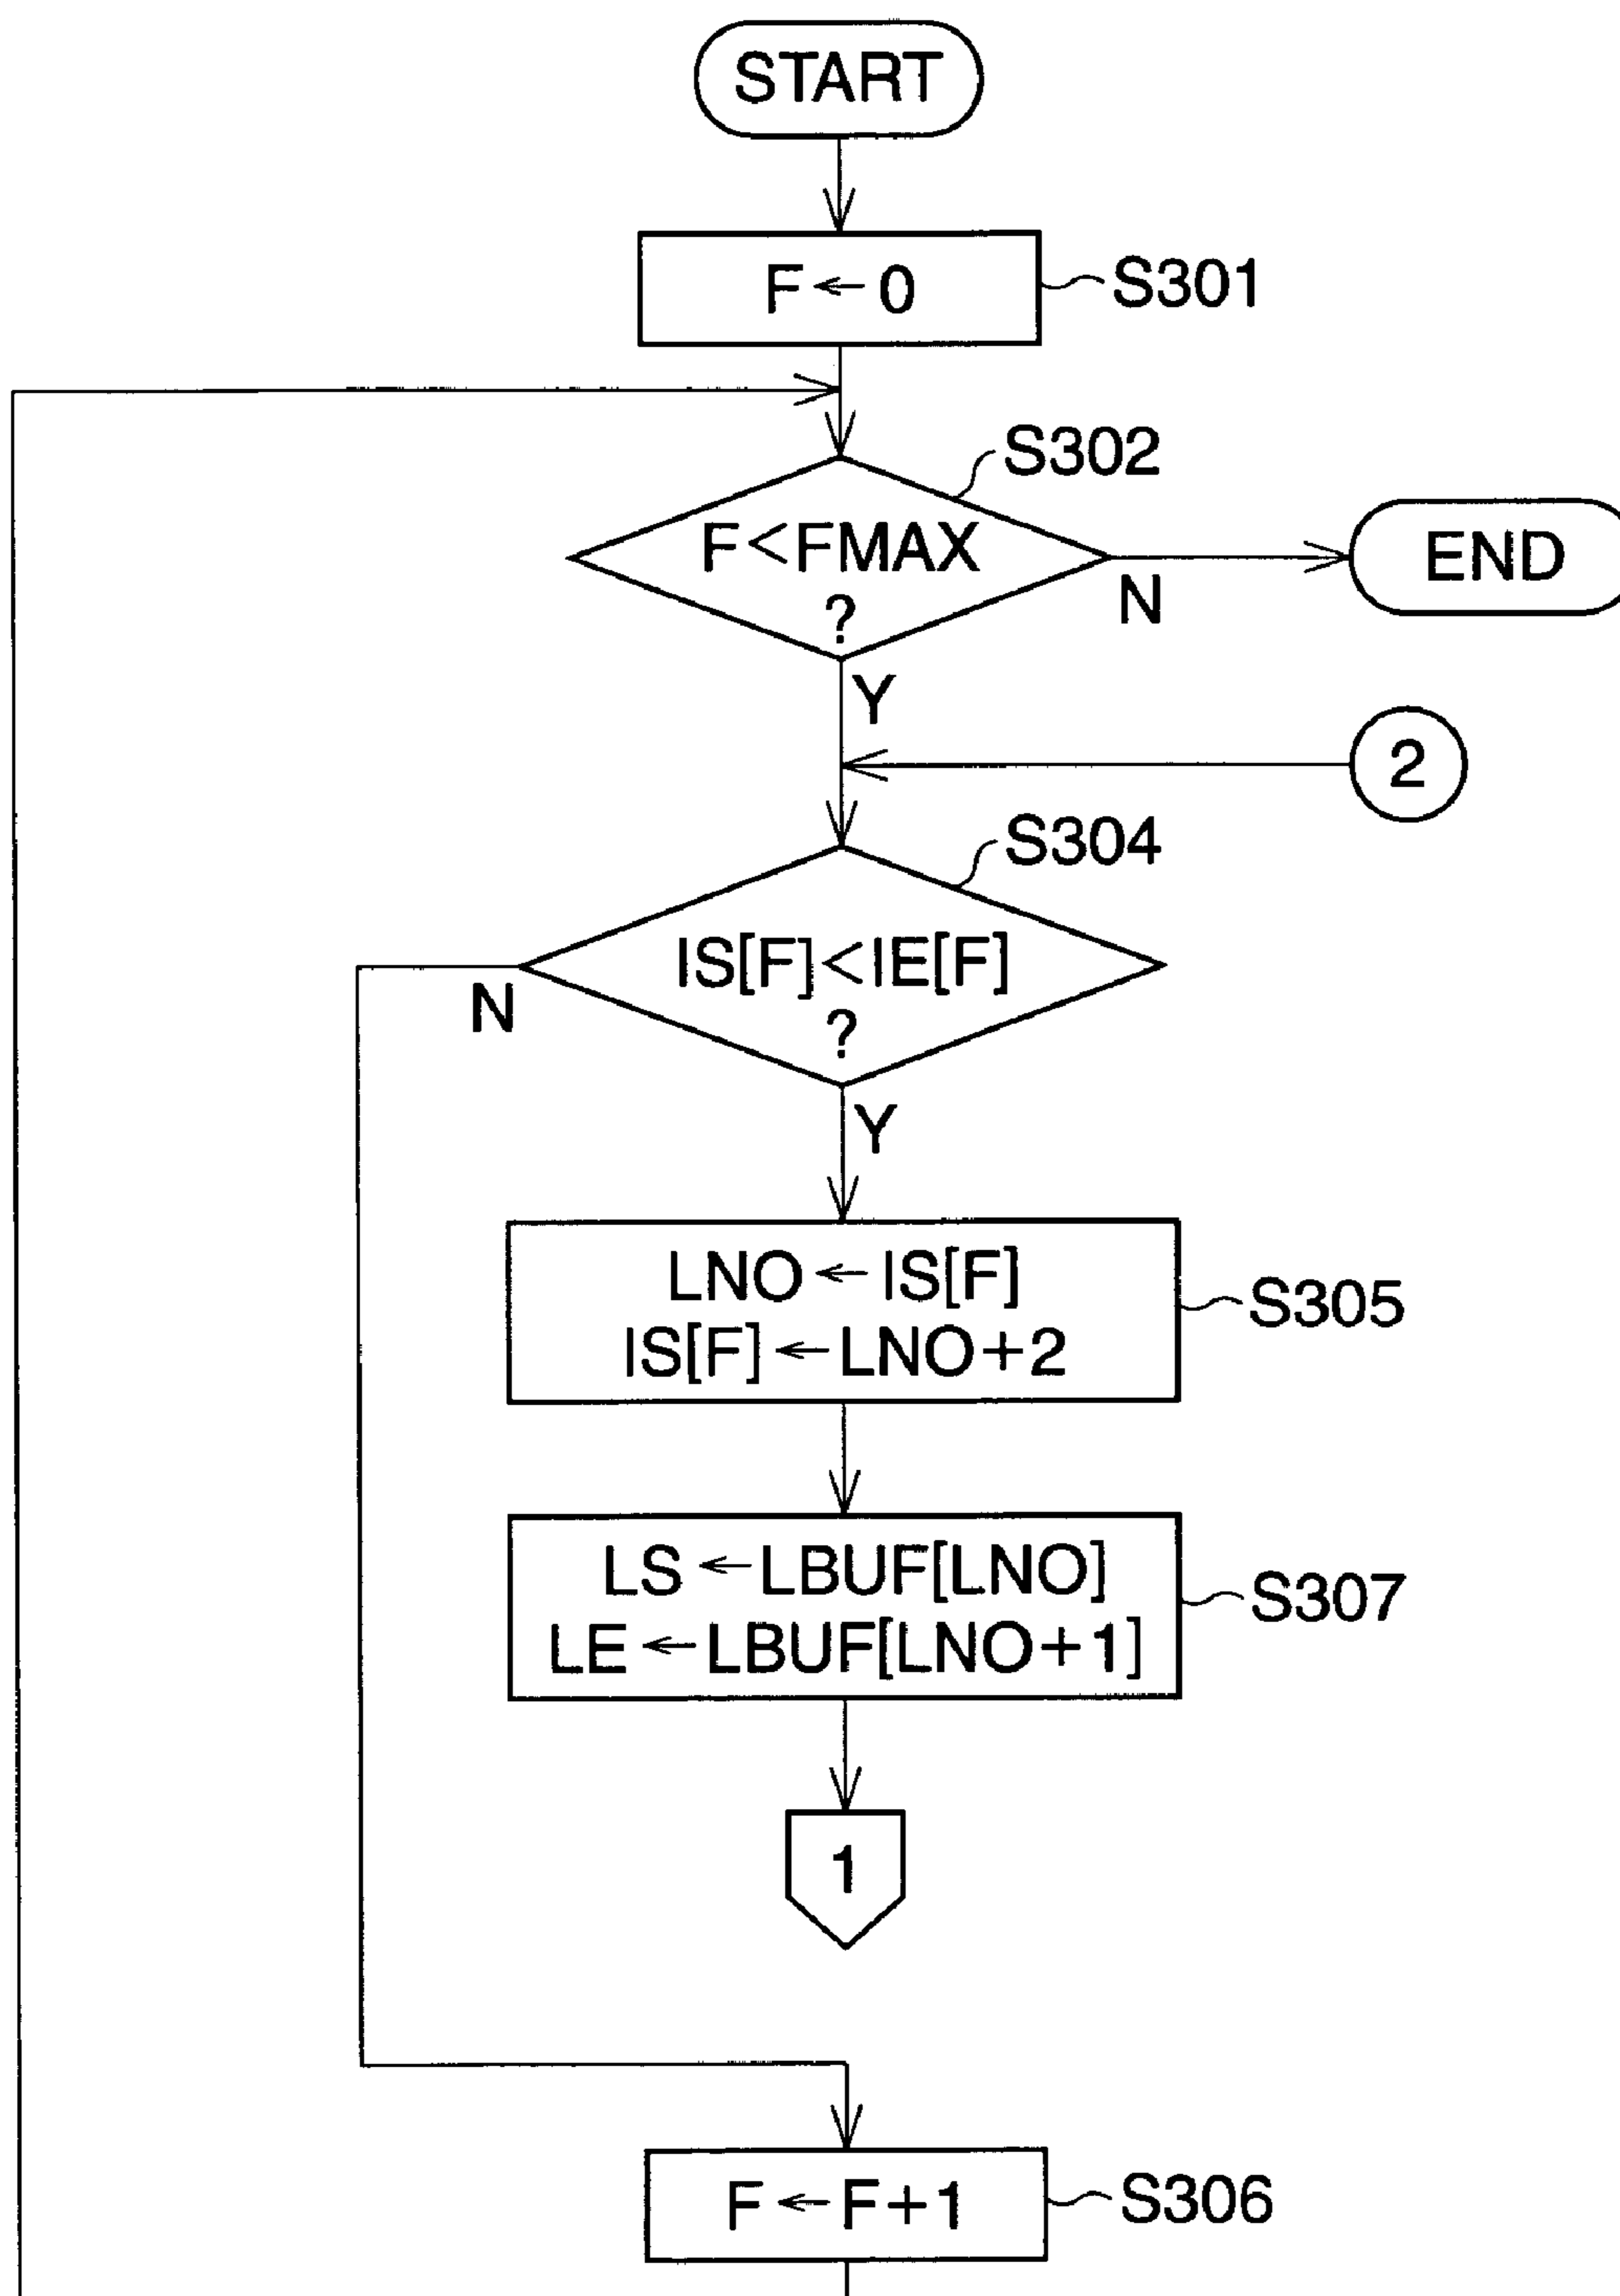 START
F←0
S301
S302
F<FMAX
?
N
END
Y
2
S304
IS[F]<IE[F]
?
N
Y
LNO←IS[F]
IS[F]←LNO+2
S305
LS←LBUF[LNO]
LE←LBUF[LNO+1]
S307
1
F←F+1
S306